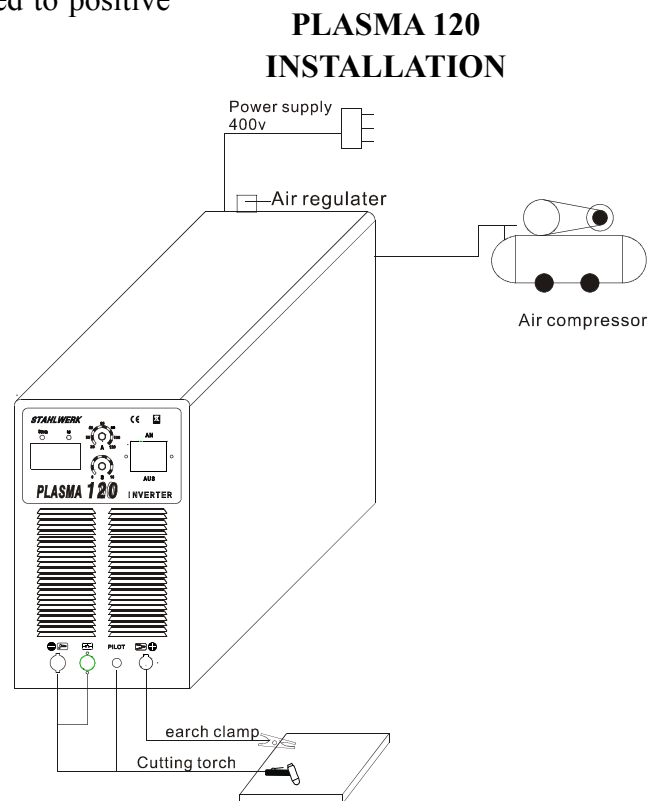 ed to positive
PLASMA 120
INSTALLATION
Power supply
400v
Air regulater
Air compressor
STAHLWERK
CE
AN
A
B
AUS
PLASMA 120 INVERTER
PILOT
earch clamp
Cutting torch